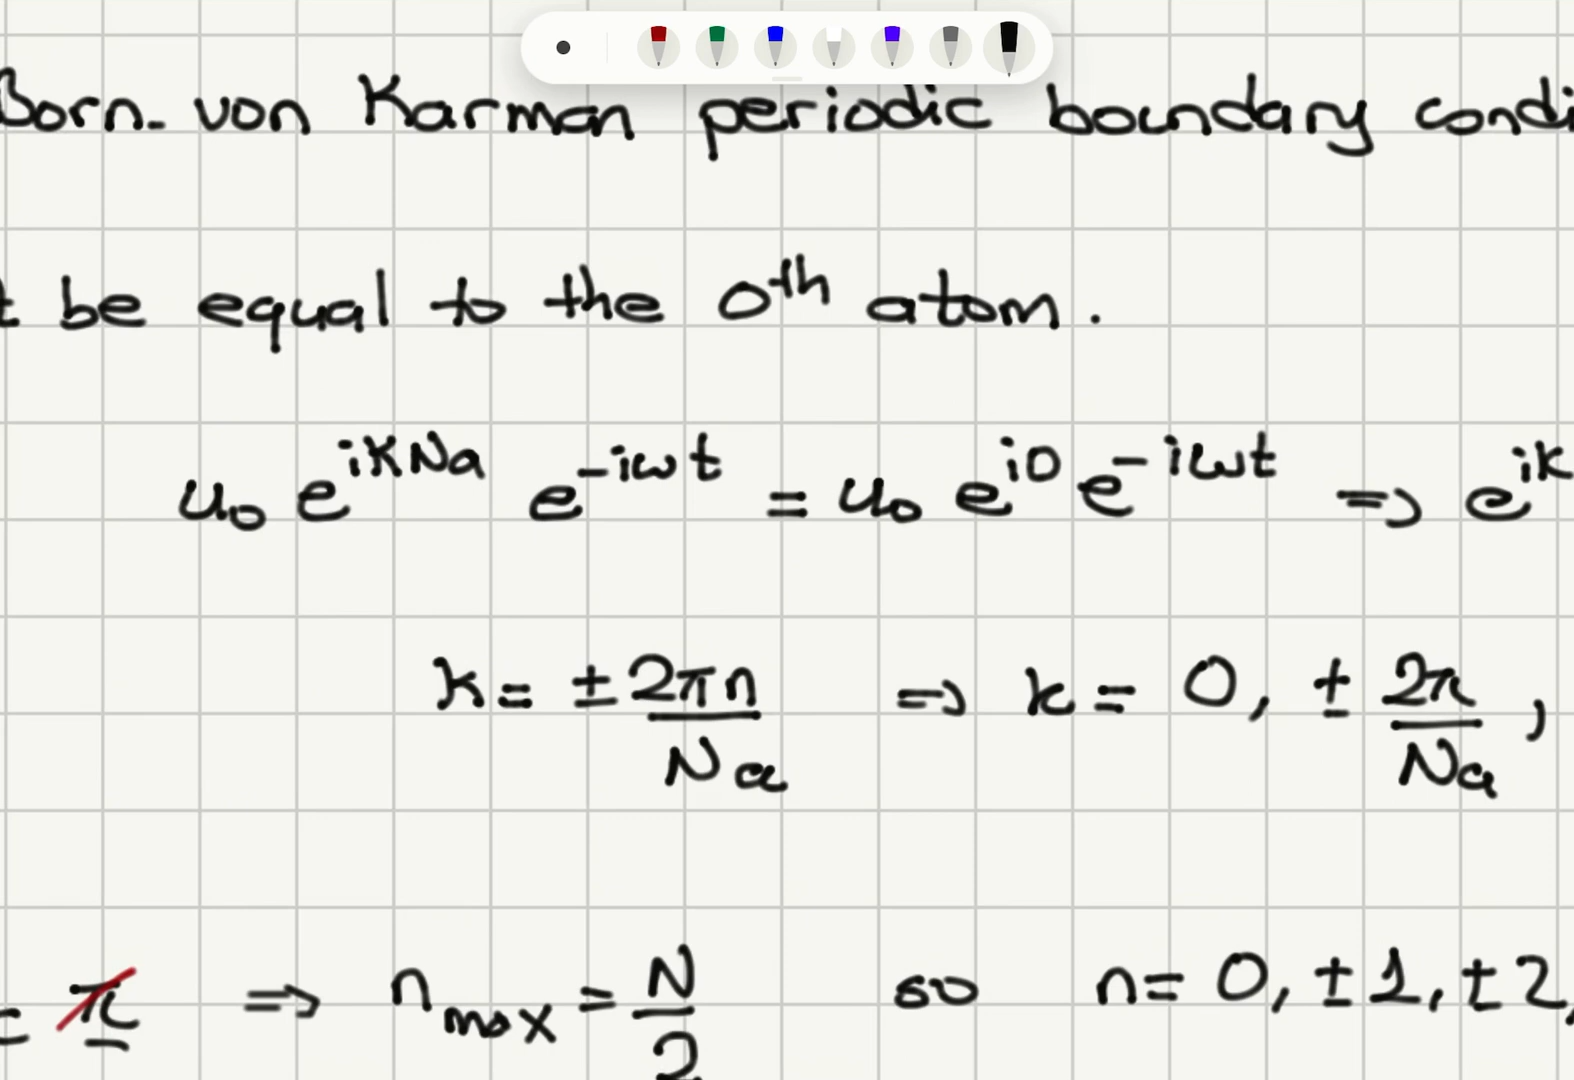 Born-von Karman periodic boundary condi
t be equal to the 0th atom.
u₀ e^{ikNa} e^{-iωt} = u₀ e^{i0} e^{-iωt} => e^{ik
k = ± 2πn/Na => k = 0, ± 2π/Na,
= π => n_max = N/2 so n = 0, ±1, ±2,